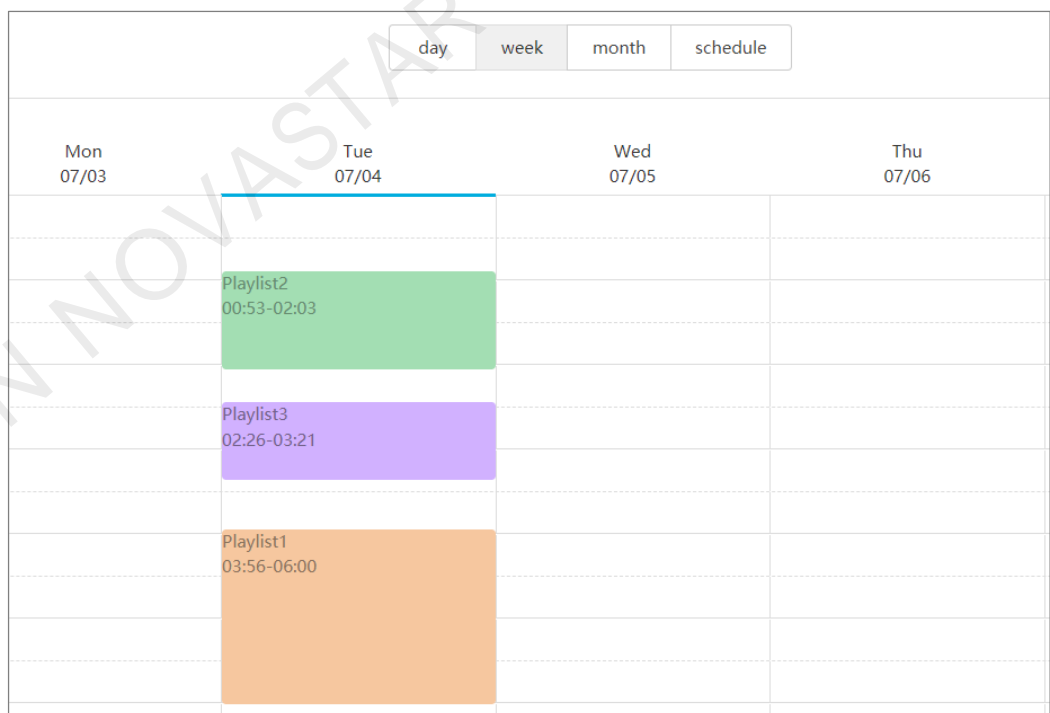 day week month schedule
Mon Tue Wed Thu
07/03 07/04 07/05 07/06
Playlist2
00:53-02:03
Playlist3
02:26-03:21
Playlist1
03:56-06:00
N NOVASTAR